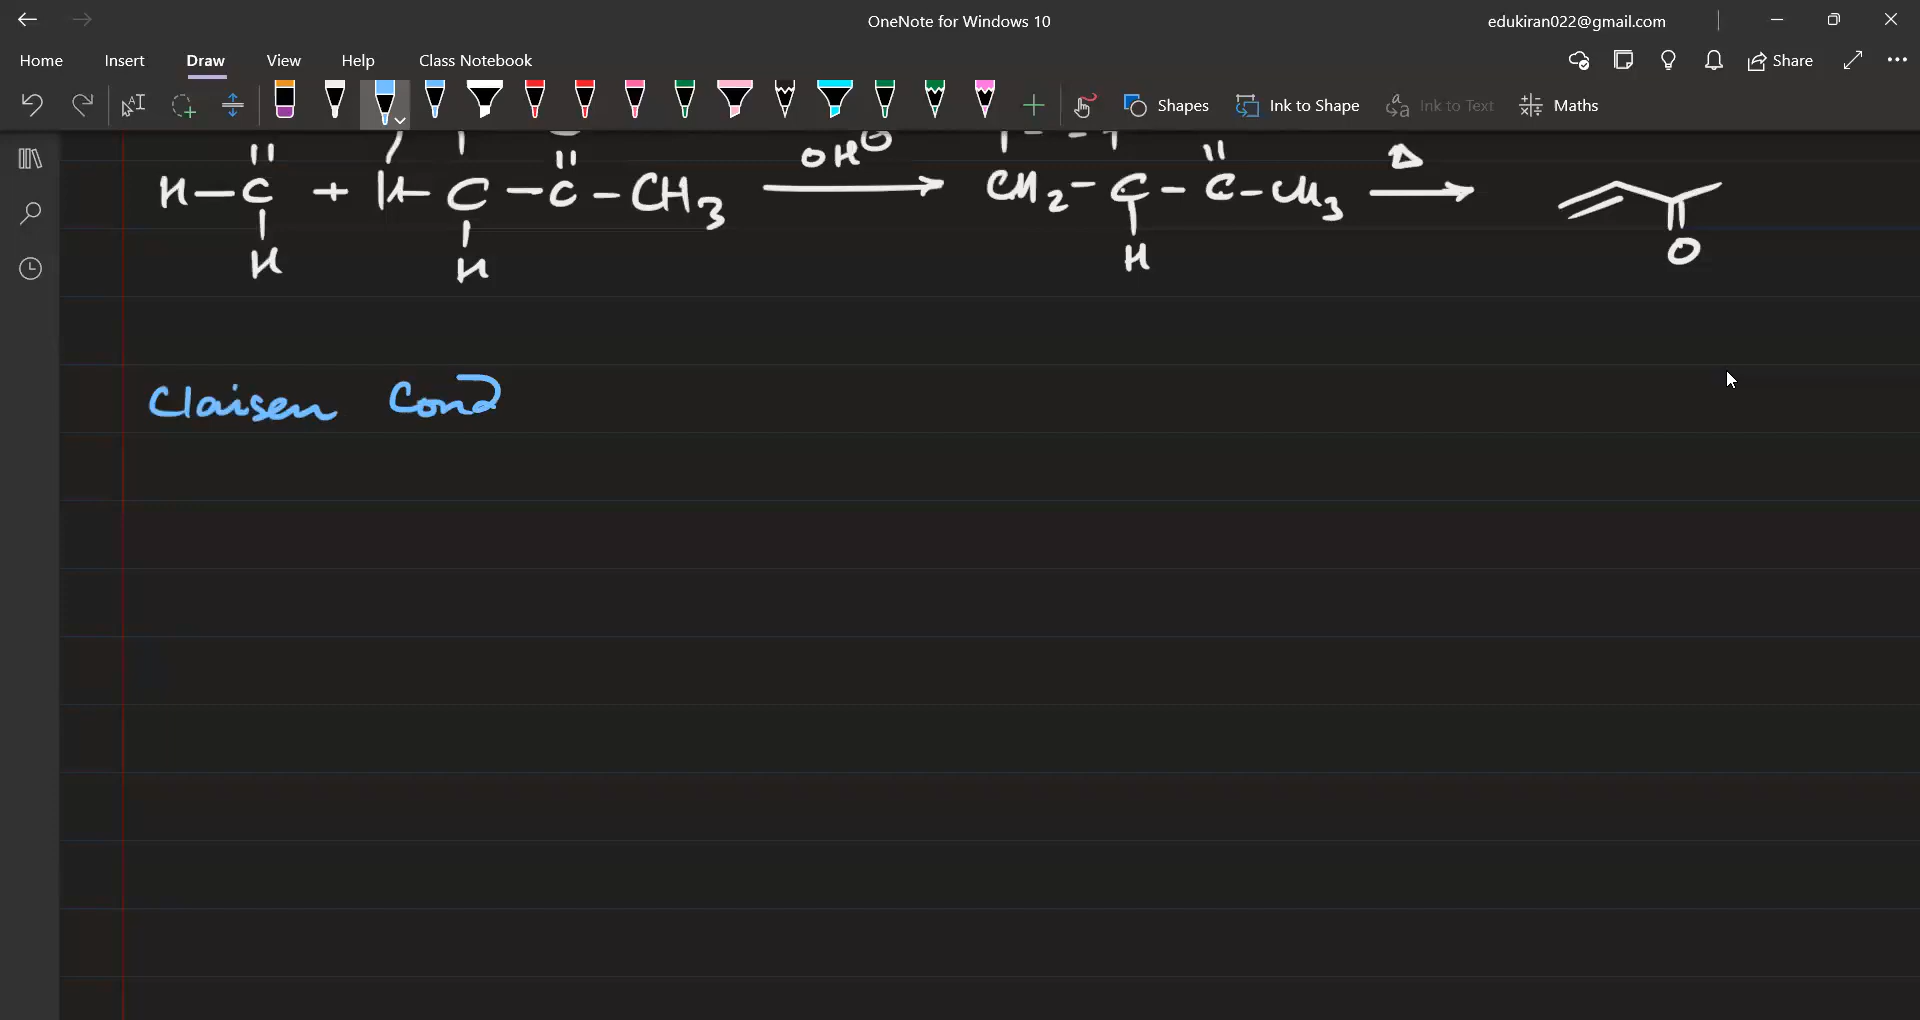 OneNote for Windows 10
edukiran022@gmail.com
Home Insert Draw View Help Class Notebook
Share
Shapes Ink to Shape Ink to Text Maths
OH⊖ Δ
H—C + H—C—C—CH3 → CH2—C—C—CH3 →
H H H O
Claisen Cond